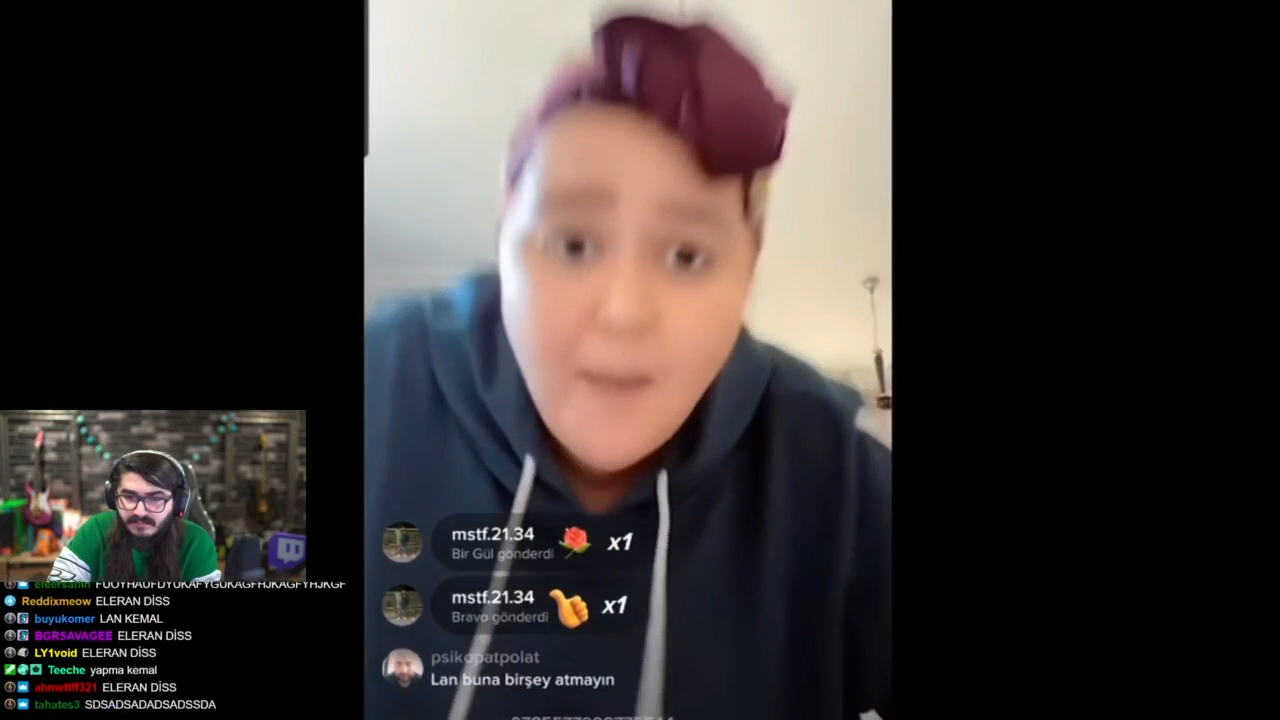 mstf.21.34
x1
Bir Gül gönderdi
mstf.21.34
x1
Bravo gönderdi
psikopatpolat
Lan buna birşey atmayın
Reddixmeow ELERAN DİSS
buyukomer LAN KEMAL
BGRSAVAGEE ELERAN DİSS
LY1void ELERAN DİSS
Teeche yapma kemal
ahmettff321 ELERAN DİSS
tahates3 SDSADSADADSADSSDA